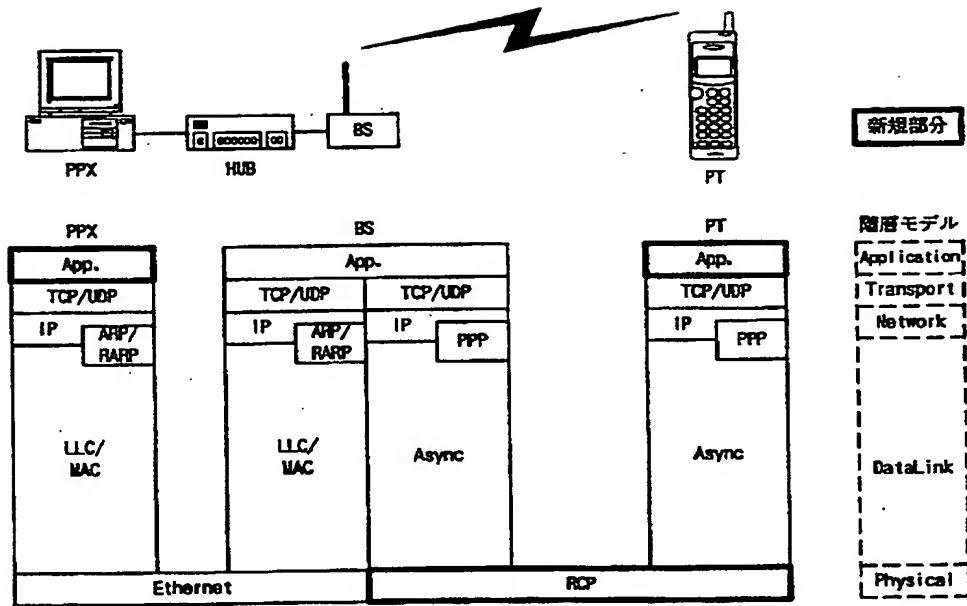 BS
新規部分
PPX
HUB
PT
PPX
BS
PT
階層モデル
App.
App.
App.
Application
TCP/UDP
TCP/UDP
TCP/UDP
TCP/UDP
Transport
IP
ARP/
RARP
IP
ARP/
RARP
IP
PPP
IP
PPP
Network
LLC/
MAC
LLC/
MAC
Async
Async
DataLink
Ethernet
RCP
Physical